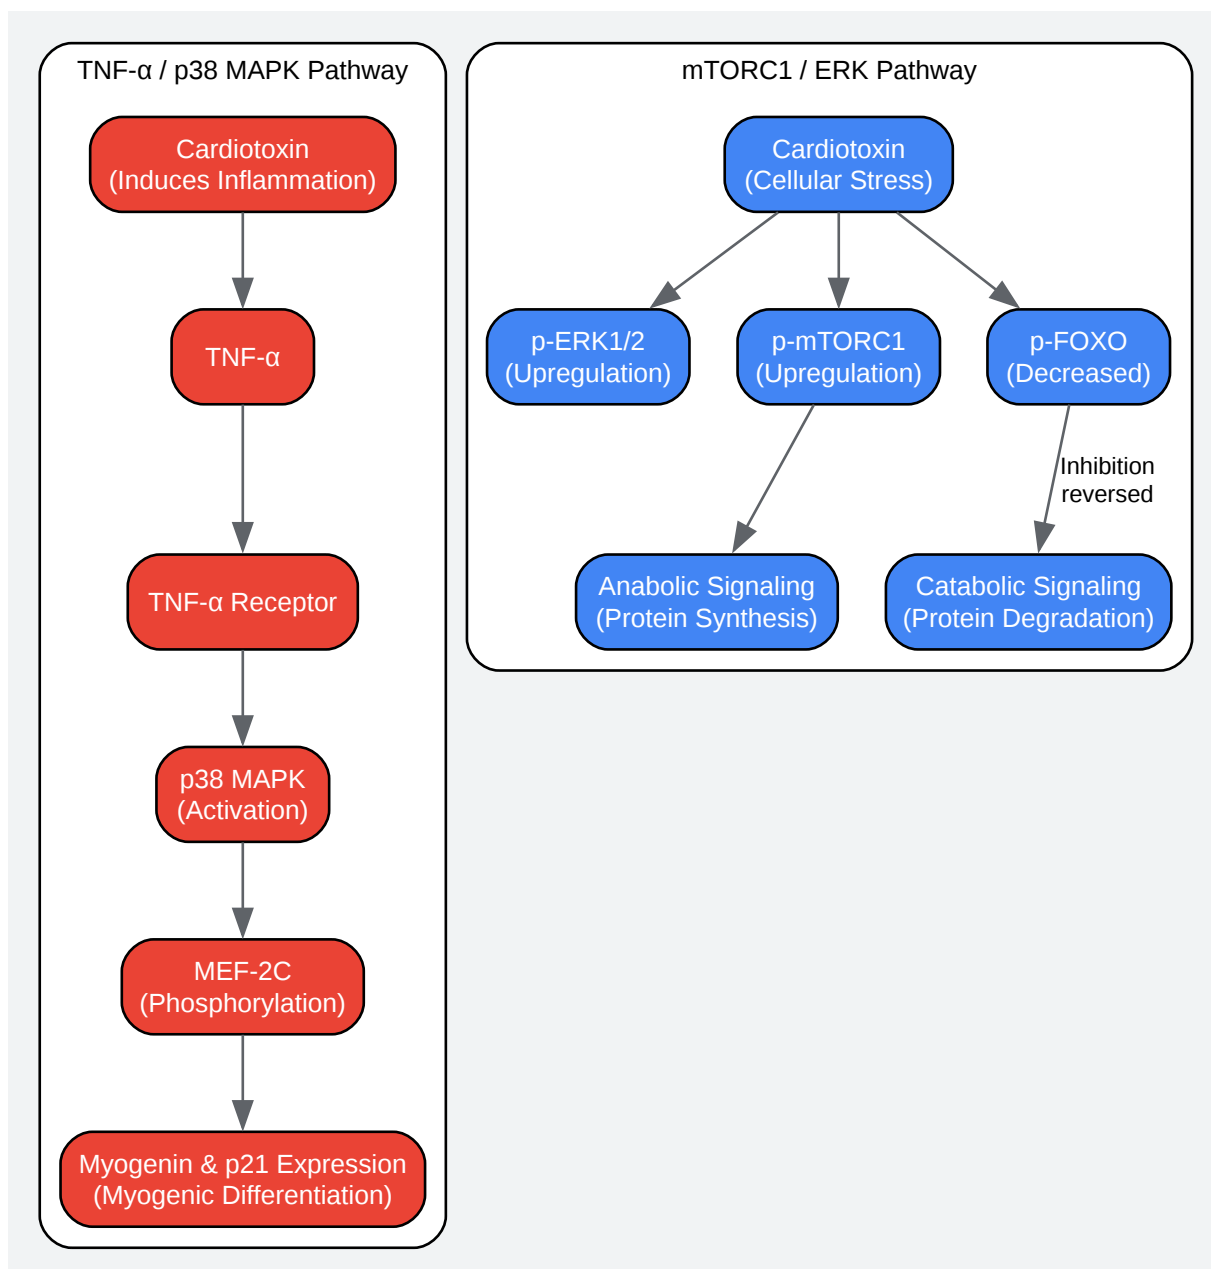 TNF-α / p38 MAPK Pathway
Cardiotoxin
(Induces Inflammation)
TNF-α
TNF-α Receptor
p38 MAPK
(Activation)
MEF-2C
(Phosphorylation)
Myogenin & p21 Expression
(Myogenic Differentiation)
mTORC1 / ERK Pathway
Cardiotoxin
(Cellular Stress)
p-ERK1/2
(Upregulation)
p-mTORC1
(Upregulation)
p-FOXO
(Decreased)
Inhibition
reversed
Anabolic Signaling
(Protein Synthesis)
Catabolic Signaling
(Protein Degradation)